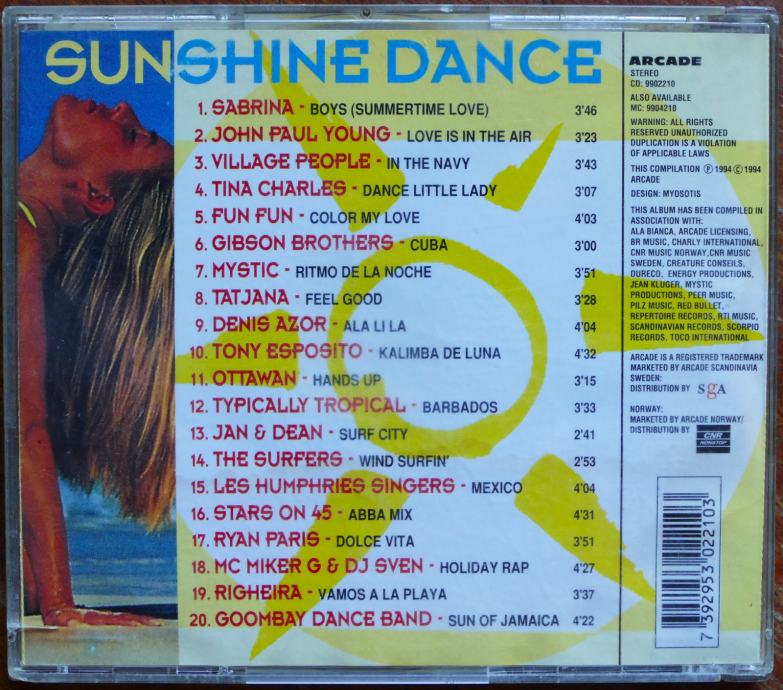 SUNSHINE DANCE
1. SABRINA - BOYS (SUMMERTIME LOVE) 3'46
2. JOHN PAUL YOUNG - LOVE IS IN THE AIR 3'23
3. VILLAGE PEOPLE - IN THE NAVY 3'43
4. TINA CHARLES - DANCE LITTLE LADY 3'07
5. FUN FUN - COLOR MY LOVE 4'03
6. GIBSON BROTHERS - CUBA 3'00
7. MYSTIC - RITMO DE LA NOCHE 3'51
8. TATJANA - FEEL GOOD 3'28
9. DENIS AZOR - ALA LI LA 4'04
10. TONY ESPOSITO - KALIMBA DE LUNA 4'32
11. OTTAWAN - HANDS UP 3'15
12. TYPICALLY TROPICAL - BARBADOS 3'33
13. JAN & DEAN - SURF CITY 2'41
14. THE SURFERS - WIND SURFIN' 2'53
15. LES HUMPHRIES SINGERS - MEXICO 4'04
16. STARS ON 45 - ABBA MIX 4'31
17. RYAN PARIS - DOLCE VITA 3'51
18. MC MIKER G & DJ SVEN - HOLIDAY RAP 4'27
19. RIGHEIRA - VAMOS A LA PLAYA 3'37
20. GOOMBAY DANCE BAND - SUN OF JAMAICA 4'22
ARCADE
STEREO
CD: 9902210
ALSO AVAILABLE
MC: 9904210
WARNING: ALL RIGHTS
RESERVED UNAUTHORIZED
DUPLICATION IS A VIOLATION
OF APPLICABLE LAWS
THIS COMPILATION ℗ 1994 © 1994
ARCADE
DESIGN: MYOSOTIS
THIS ALBUM HAS BEEN COMPILED IN
ASSOCIATION WITH:
ALA BIANCA, ARCADE LICENSING,
BR MUSIC, CHARLY INTERNATIONAL,
CNR MUSIC NORWAY,CNR MUSIC
SWEDEN, CREATURE CONSEILS,
DURECO, ENERGY PRODUCTIONS,
JEAN KLUGER, MYSTIC
PRODUCTIONS, PEER MUSIC,
PILZ MUSIC, RED BULLET,
REPERTOIRE RECORDS, RTI MUSIC,
SCANDINAVIAN RECORDS, SCORPIO
RECORDS, TOCO INTERNATIONAL
ARCADE IS A REGISTERED TRADEMARK
MARKETED BY ARCADE SCANDINAVIA
SWEDEN:
DISTRIBUTION BY SGA
NORWAY:
MARKETED BY ARCADE NORWAY/
DISTRIBUTION BY CNR
NONSTOP
7 392953 022103